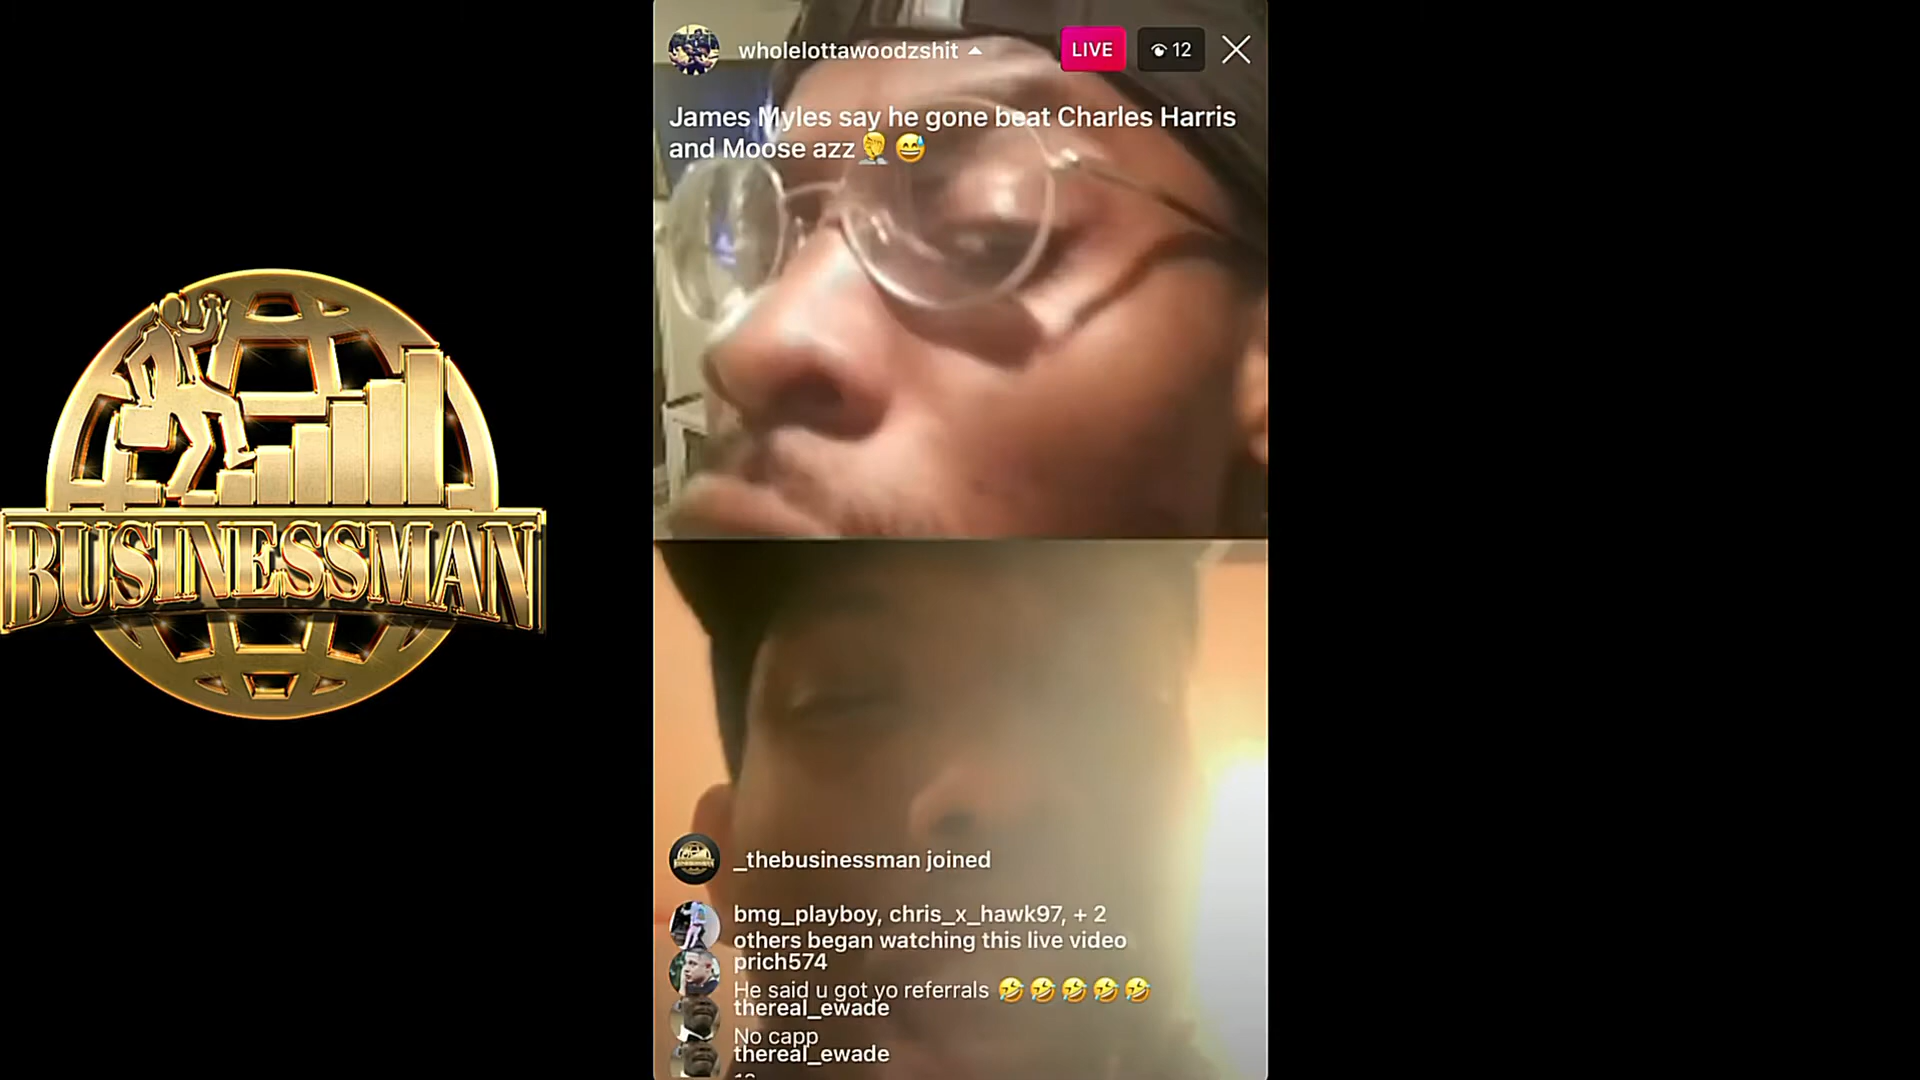 BUSINESSMAN
wholelottawoodzshit
LIVE
12
James Myles say he gone beat Charles Harris
and Moose azz🤦😅
_thebusinessman joined
bmg_playboy, chris_x_hawk97, + 2
others began watching this live video
prich574
He said u got yo referrals 🤣🤣🤣🤣🤣
thereal_ewade
No capp
thereal_ewade